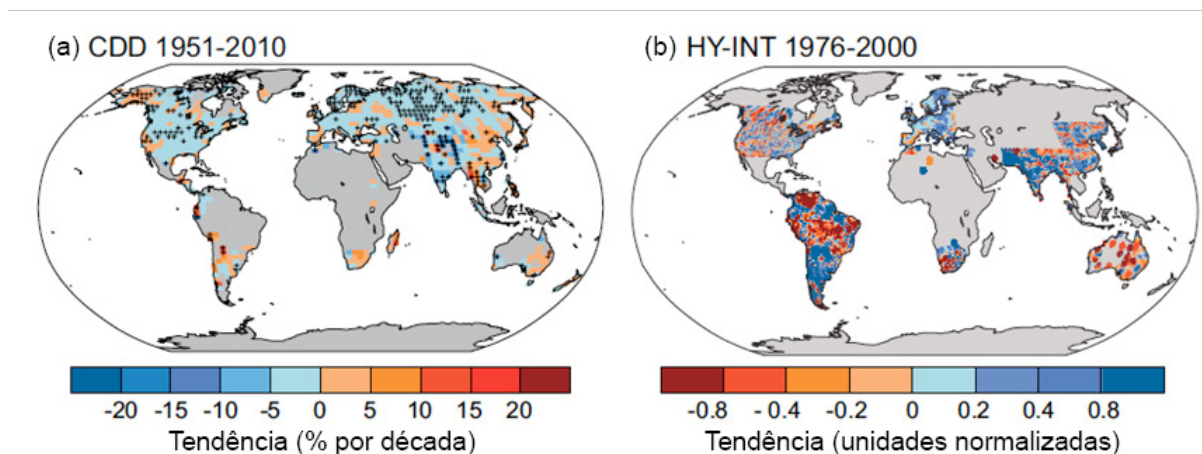 (a) CDD 1951-2010
(b) HY-INT 1976-2000
-20 -15 -10 -5 0 5 10 15 20
-0.8 - 0.4 -0.2 0 0.2 0.4 0.8
Tendência (% por década)
Tendência (unidades normalizadas)